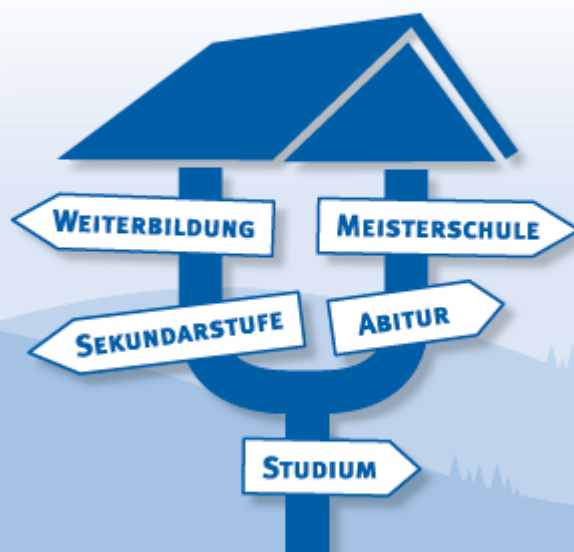 WEITERBILDUNG
MEISTERSCHULE
SEKUNDARSTUFE
ABITUR
STUDIUM